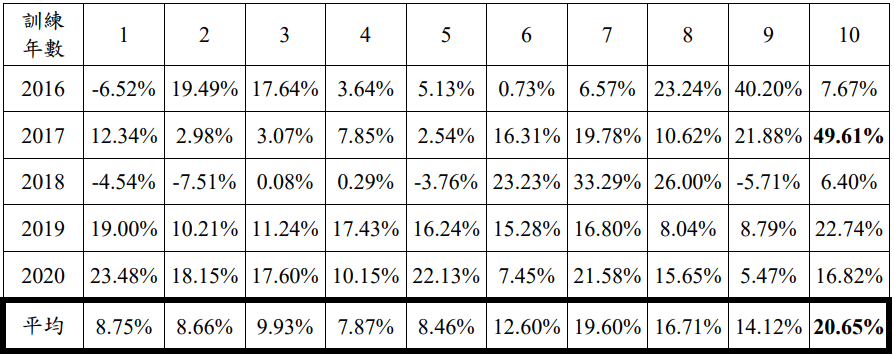 訓練年數 1 2 3 4 5 6 7 8 9 10
2016 -6.52% 19.49% 17.64% 3.64% 5.13% 0.73% 6.57% 23.24% 40.20% 7.67%
2017 12.34% 2.98% 3.07% 7.85% 2.54% 16.31% 19.78% 10.62% 21.88% 49.61%
2018 -4.54% -7.51% 0.08% 0.29% -3.76% 23.23% 33.29% 26.00% -5.71% 6.40%
2019 19.00% 10.21% 11.24% 17.43% 16.24% 15.28% 16.80% 8.04% 8.79% 22.74%
2020 23.48% 18.15% 17.60% 10.15% 22.13% 7.45% 21.58% 15.65% 5.47% 16.82%
平均 8.75% 8.66% 9.93% 7.87% 8.46% 12.60% 19.60% 16.71% 14.12% 20.65%